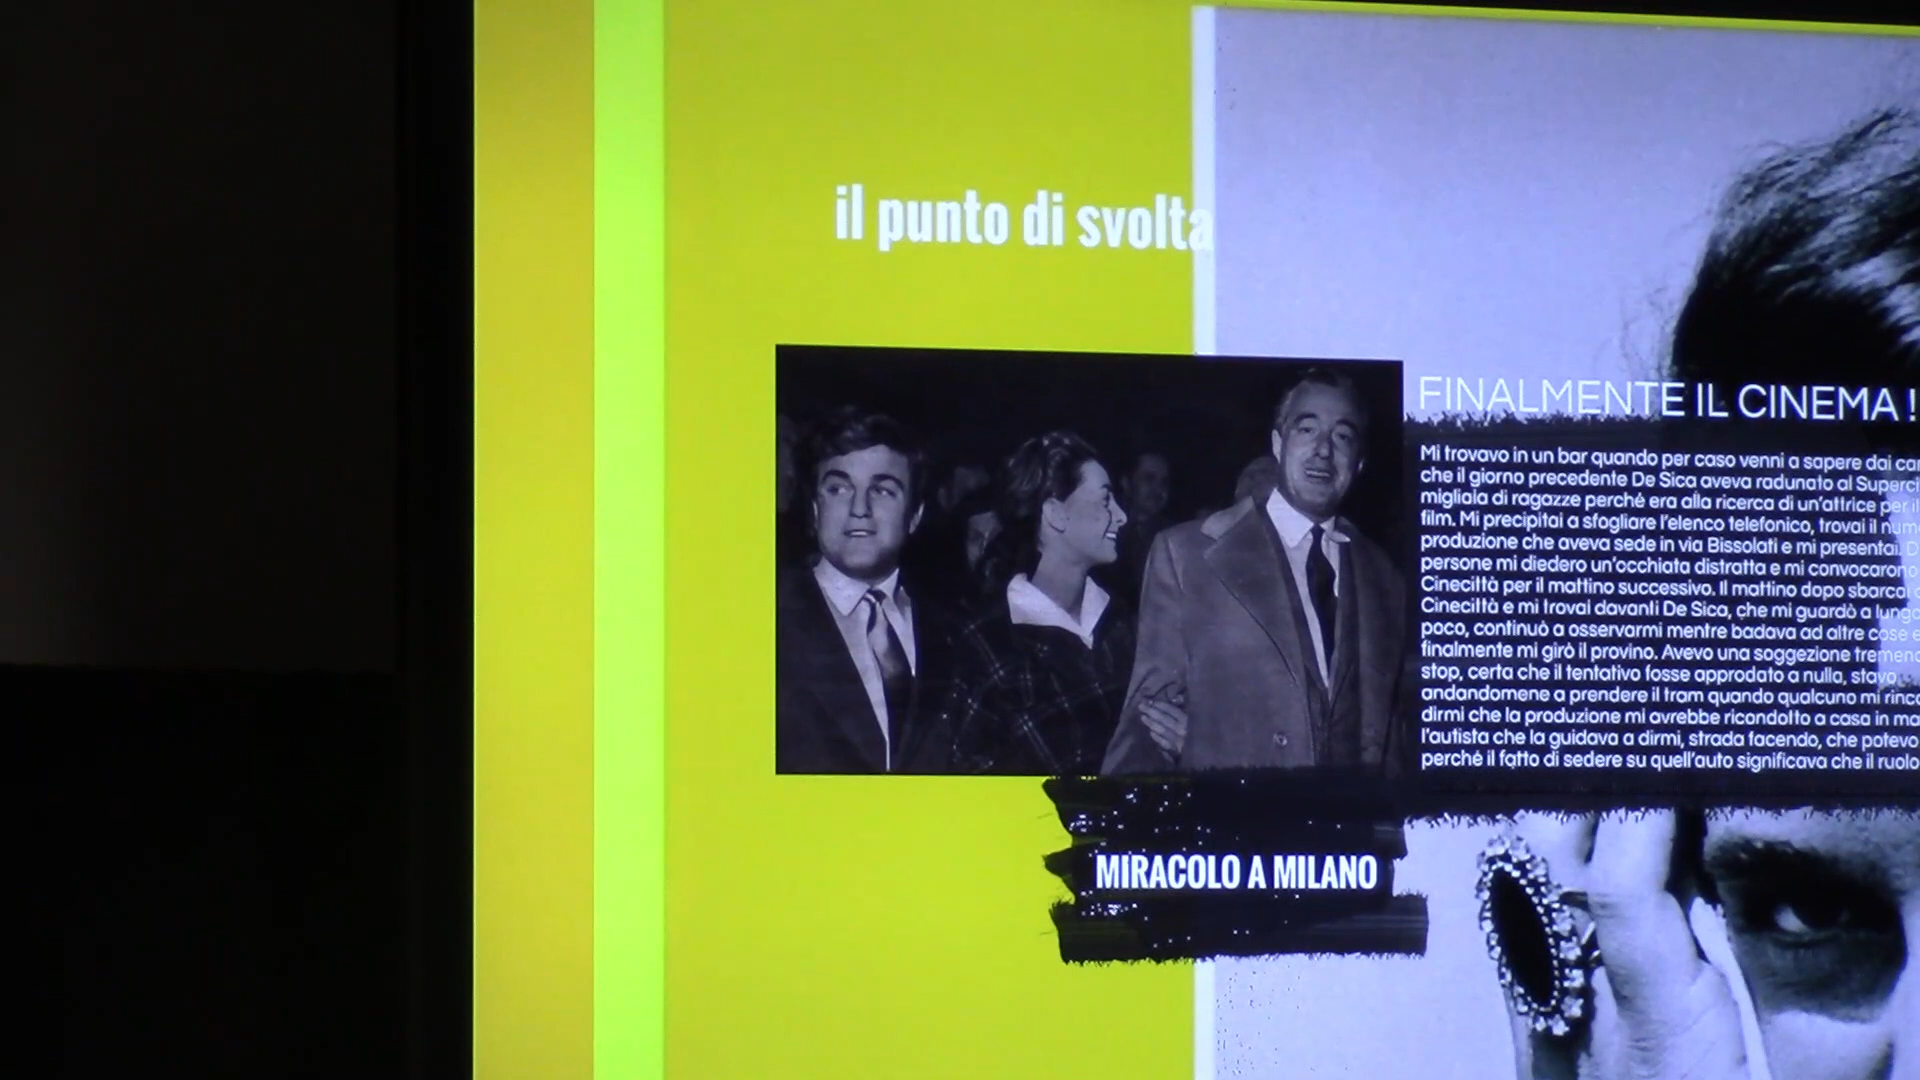 il punto di svolta
FINALMENTE IL CINEMA !
Mi trovavo in un bar quando per caso venni a sapere dai
che il giorno precedente De Sica aveva radunato al
migliaia di ragazze perché era alla ricerca di un'attrice per il
film. Mi precipitai a sfogliare l'elenco telefonico, trovai il
produzione che aveva sede in via Bissolati e mi presentai.
persone mi diedero un'occhiata distratta e mi convocarono
Cinecittà per il mattino successivo. Il mattino dopo sbarcai
Cinecittà e mi trovai davanti De Sica, che mi guardò a lungo
poco, continuò a osservarmi mentre badava ad altre cose e
finalmente mi girò il provino. Avevo una soggezione
stop, certa che il tentativo fosse approdato a nulla, stavo
andandomene a prendere il tram quando qualcuno mi
dirmi che la produzione mi avrebbe ricondotto a casa in
l'autista che la guidava a dirmi, strada facendo, che potevo
perché il fatto di sedere su quell'auto significava che il ruolo
MIRACOLO A MILANO